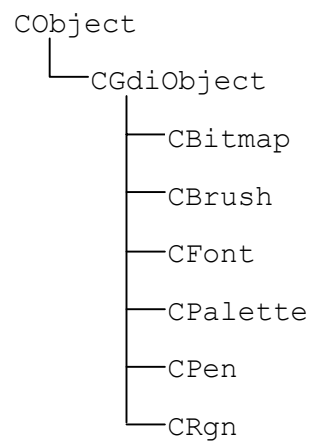 CObject
CGdiObject
CBitmap
CBrush
CFont
CPalette
CPen
CRgn